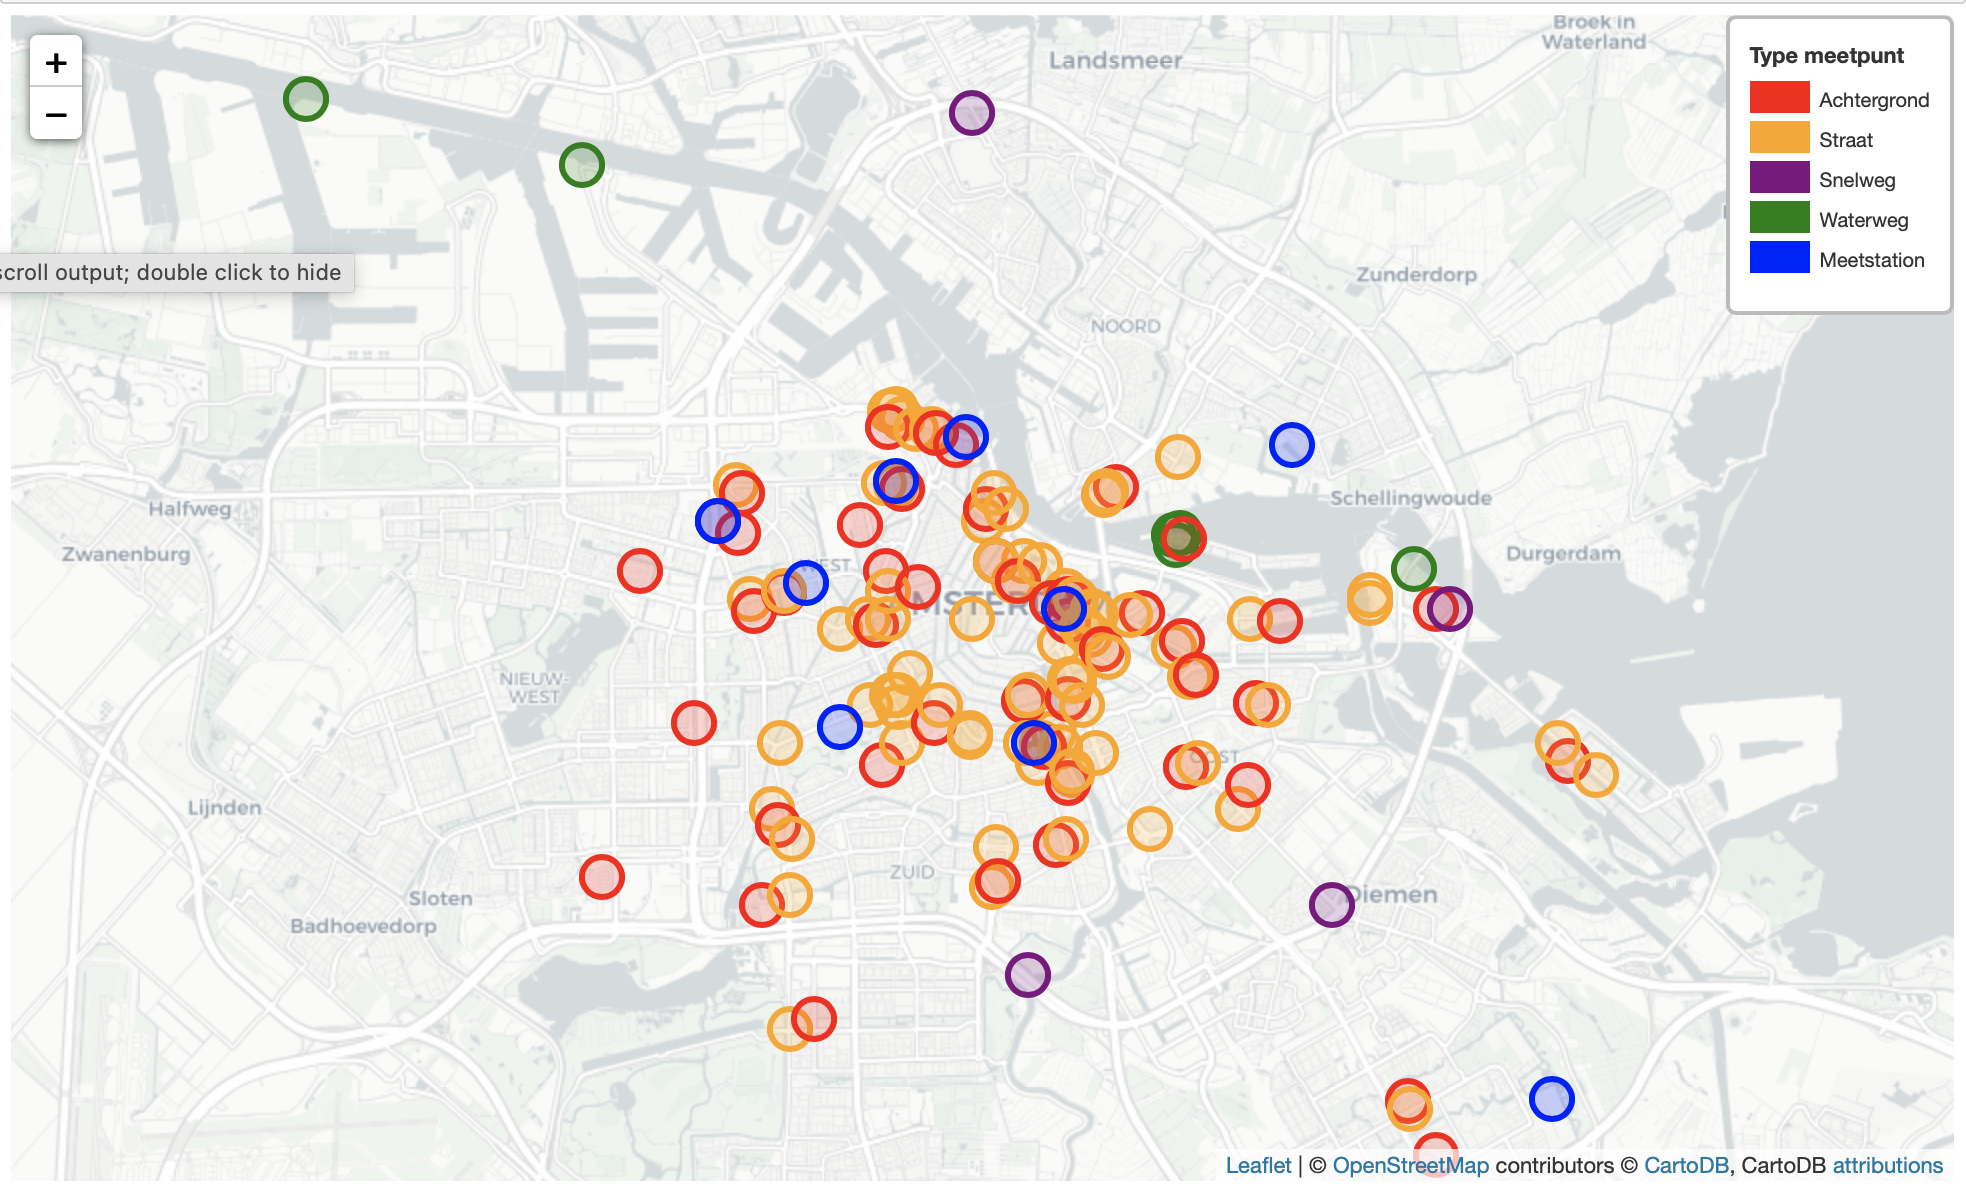 Broek in
Waterland
Landsmeer
+
−
Type meetpunt
Achtergrond
Straat
Snelweg
Waterweg
Meetstation
scroll output; double click to hide
Zunderdorp
NOORD
Halfweg
Schellingwoude
Zwanenburg
Durgerdam
WEST
NIEUW-
WEST
OOST
Lijnden
ZUID
Sloten
Diemen
Badhoevedorp
Leaflet | © OpenStreetMap contributors © CartoDB, CartoDB attributions